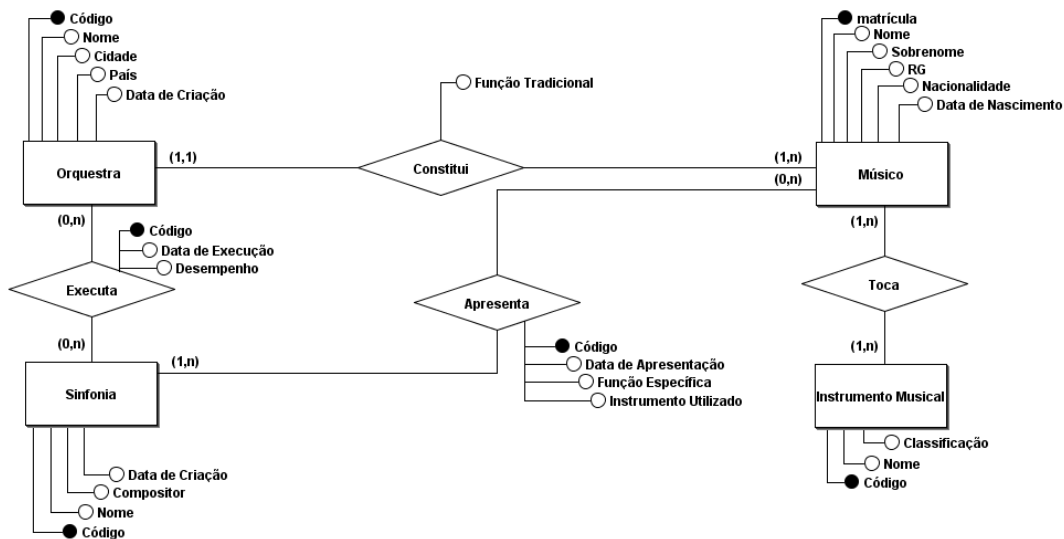 Código
Nome
Cidade
País
Data de Criação
Orquestra
(1,1)
Função Tradicional
Constitui
matrícula
Nome
Sobrenome
RG
Nacionalidade
Data de Nascimento
(1,n)
(0,n)
Músico
(0,n)
Código
Data de Execução
Desempenho
Executa
(0,n)
Apresenta
Código
Data de Apresentação
Função Específica
Instrumento Utilizado
(1,n)
Toca
(1,n)
(1,n)
Sinfonia
Data de Criação
Compositor
Nome
Código
Instrumento Musical
Classificação
Nome
Código